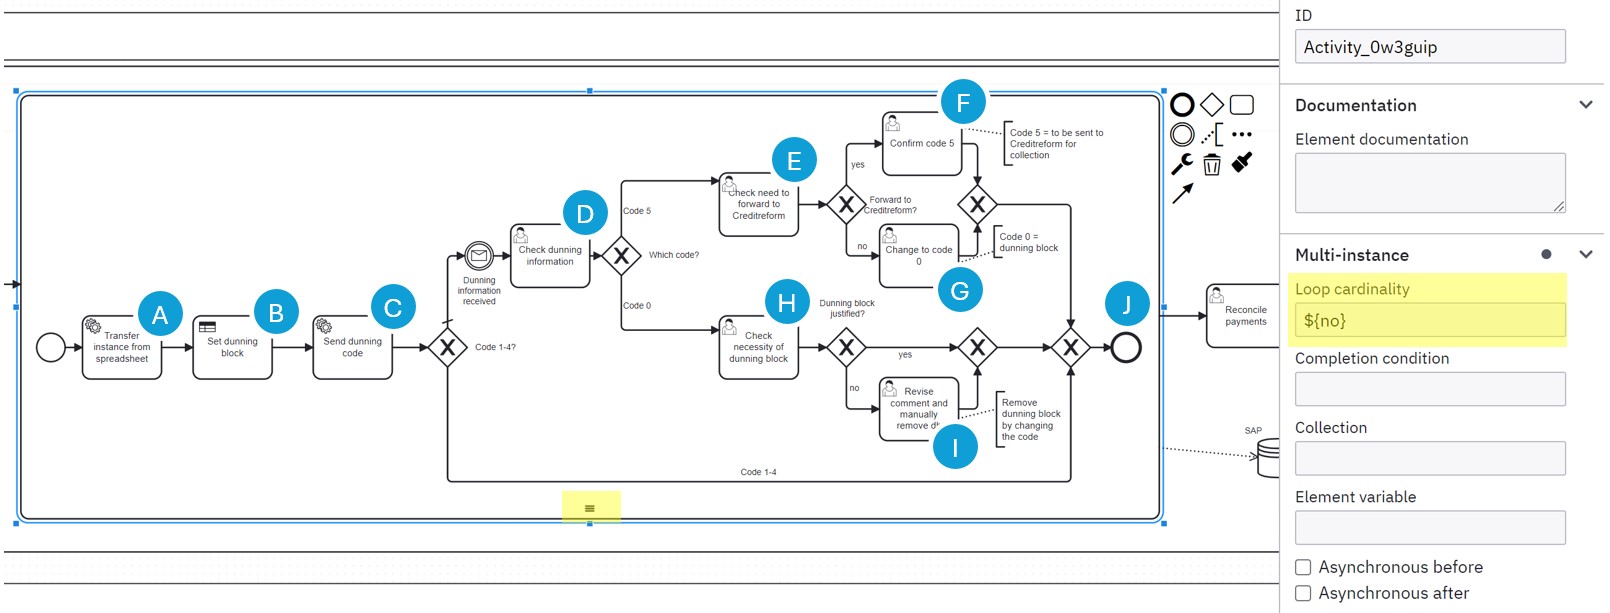 ID
Activity_0w3guip
Documentation
Element documentation
Multi-instance
Loop cardinality
${no}
Completion condition
Collection
Element variable
Asynchronous before
Asynchronous after
A
Transfer
instance from
spreadsheet
B
Set dunning
block
C
Send dunning
code
X
Code 1-4?
Dunning
information
received
D
Check dunning
information
X
Which code?
Code 5
Code 0
E
Check need to
forward to
Creditreform
X
Forward to
Creditreform?
yes
no
F
Confirm code 5
Code 5 = to be sent to
Creditreform for
collection
X
G
Change to code
0
Code 0 =
dunning block
H
Check
necessity of
dunning block
Dunning block
justified?
X
yes
no
I
Revise
comment and
manually
remove
Remove
dunning block
by changing
the code
X
X
J
Code 1-4
Reconcile
payments
SAP